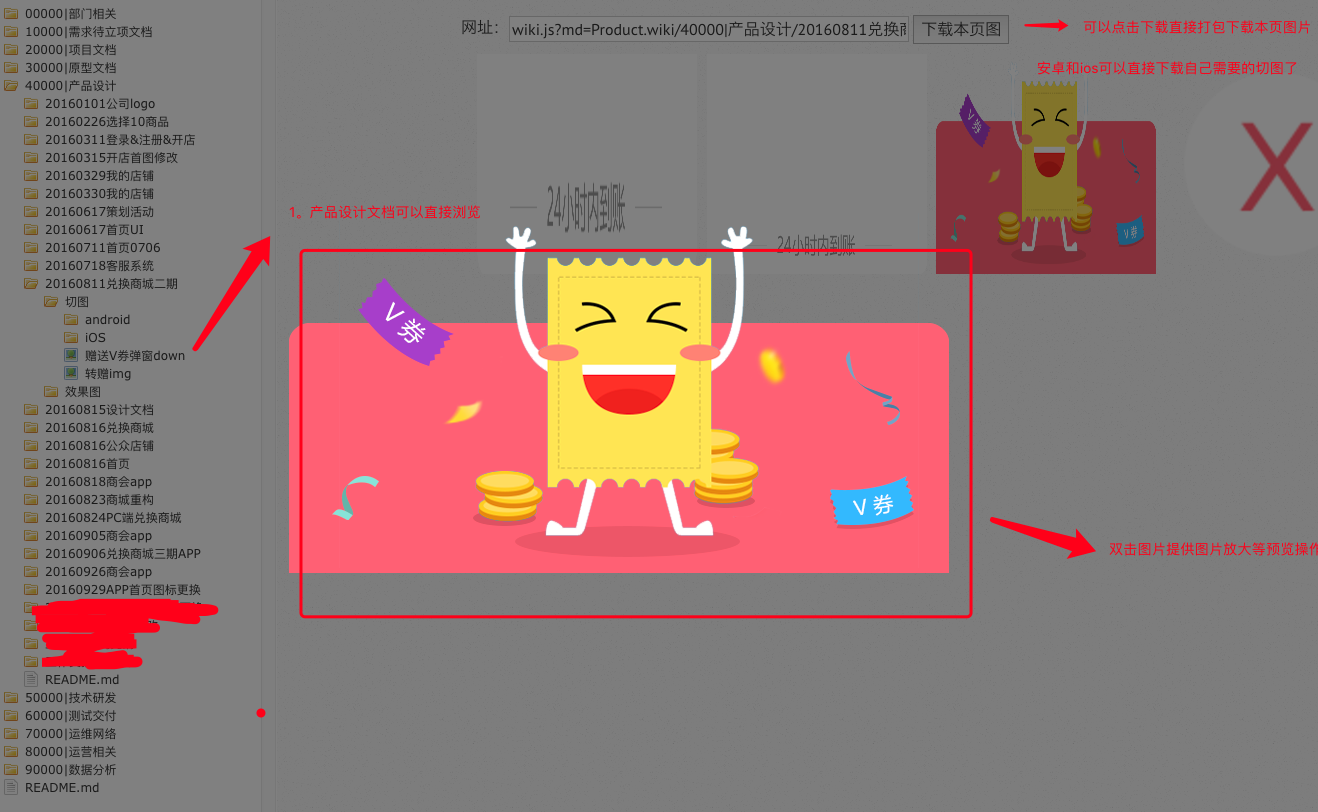 00000|部门相关
10000|需求待立项文档
20000|项目文档
30000|原型文档
40000|产品设计
20160101公司logo
20160226选择10商品
20160311登录&注册&开店
20160315开店首图修改
20160329我的店铺
20160330我的店铺
20160617策划活动
20160617首页UI
20160711首页0706
20160718客服系统
20160811兑换商城二期
切图
android
iOS
赠送V券弹窗down
转赠img
效果图
20160815设计文档
20160816兑换商城
20160816公众店铺
20160816首页
20160818商会app
20160823商城重构
20160824PC端兑换商城
20160905商会app
20160906兑换商城三期APP
20160926商会app
20160929APP首页图标更换
README.md
50000|技术研发
60000|测试交付
70000|运维网络
80000|运营相关
90000|数据分析
README.md
网址: wiki.js?md=Product.wiki/40000|产品设计/20160811兑换商 下载本页图
可以点击下载直接打包下载本页图片
安卓和ios可以直接下载自己需要的切图了
24小时内到账
24小时内到账
V券
V券
X
1。产品设计文档可以直接浏览
V券
V券
双击图片提供图片放大等预览操作